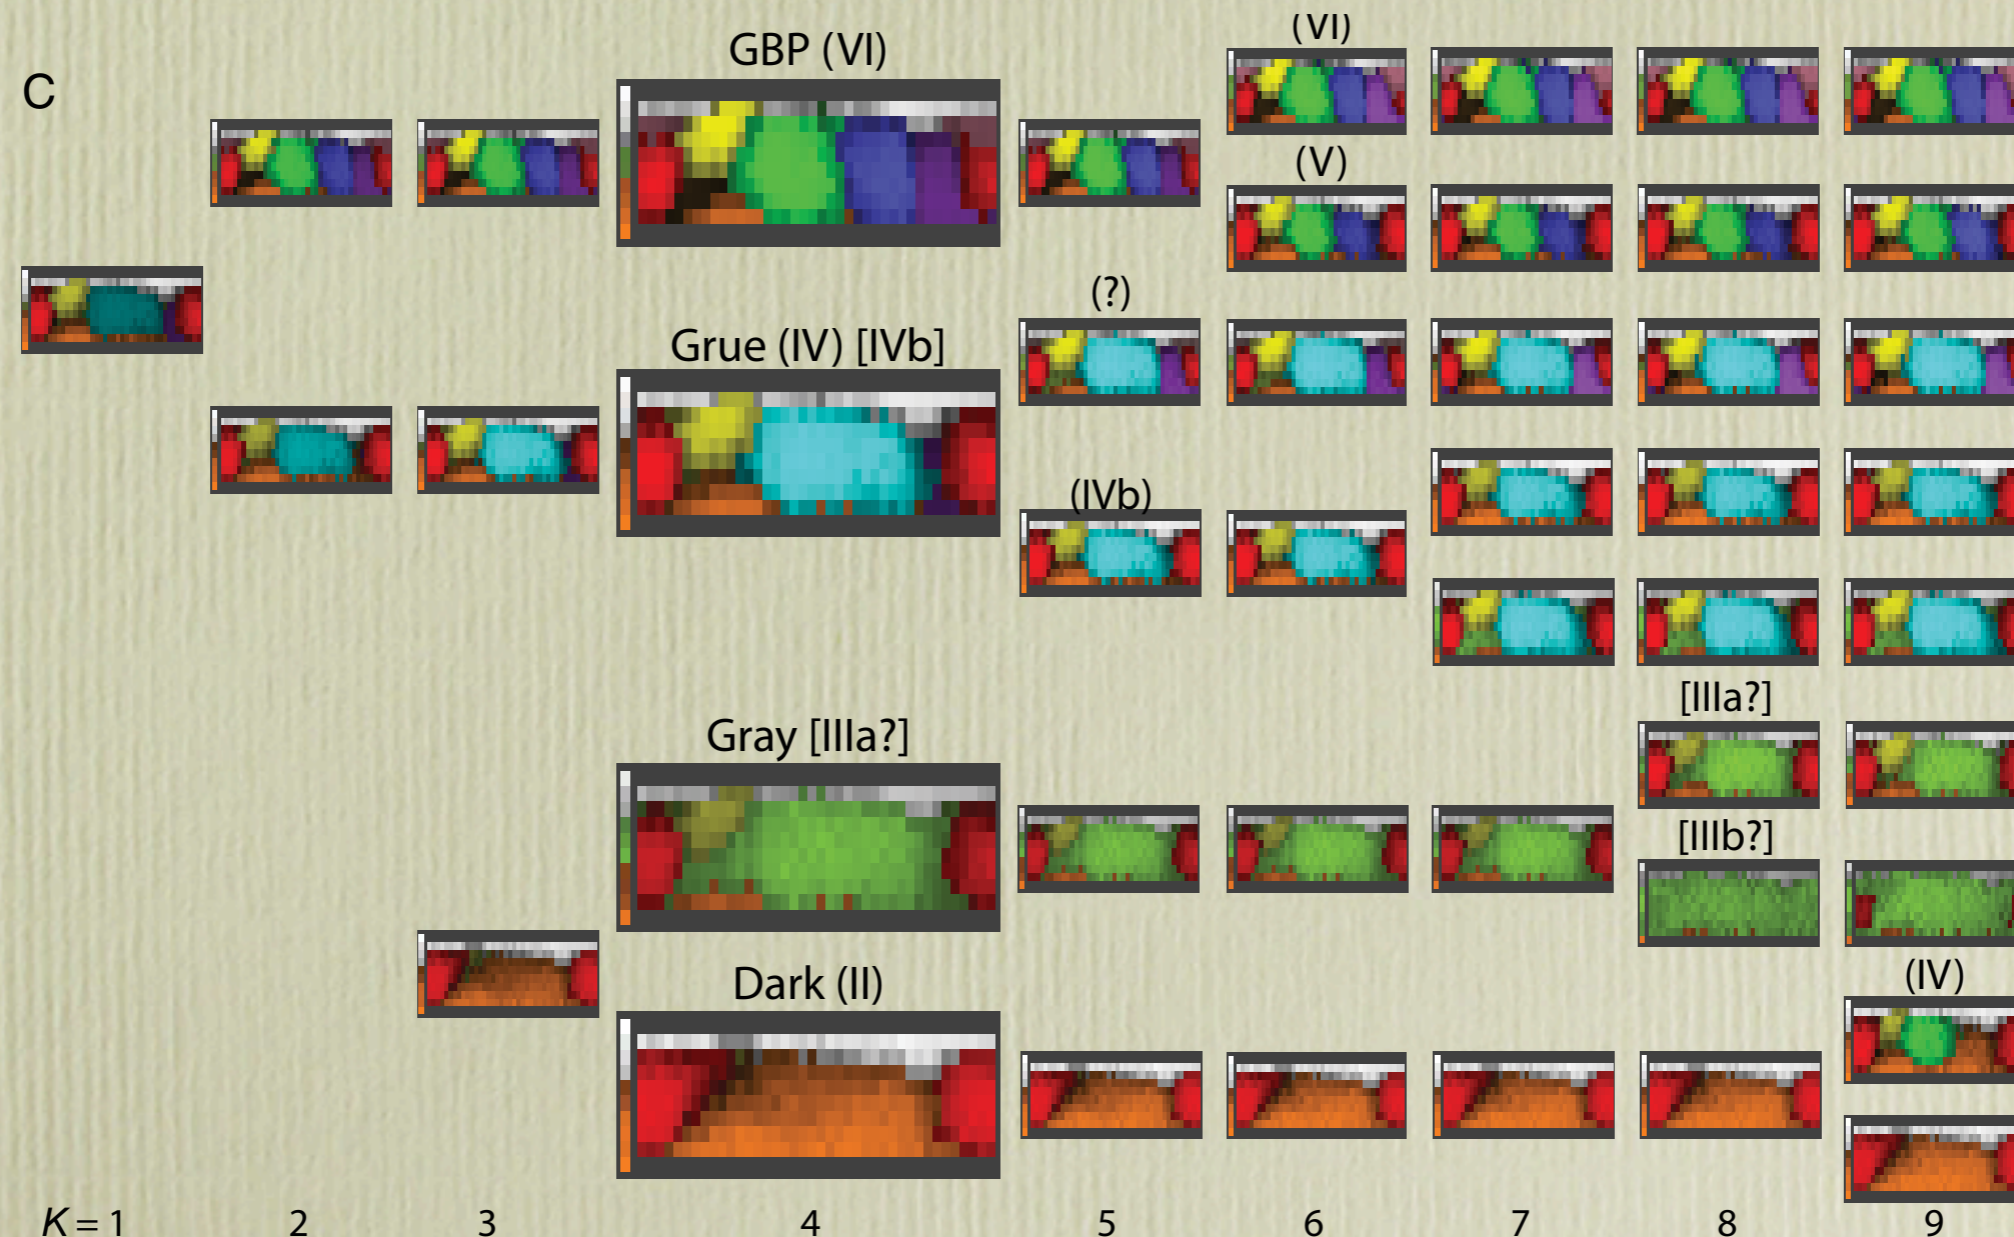 C
GBP (VI)
(VI)
(V)
(?)
Grue (IV) [IVb]
(IVb)
[IIIa?]
Gray [IIIa?]
[IIIb?]
(IV)
Dark (II)
K = 1 2 3 4 5 6 7 8 9